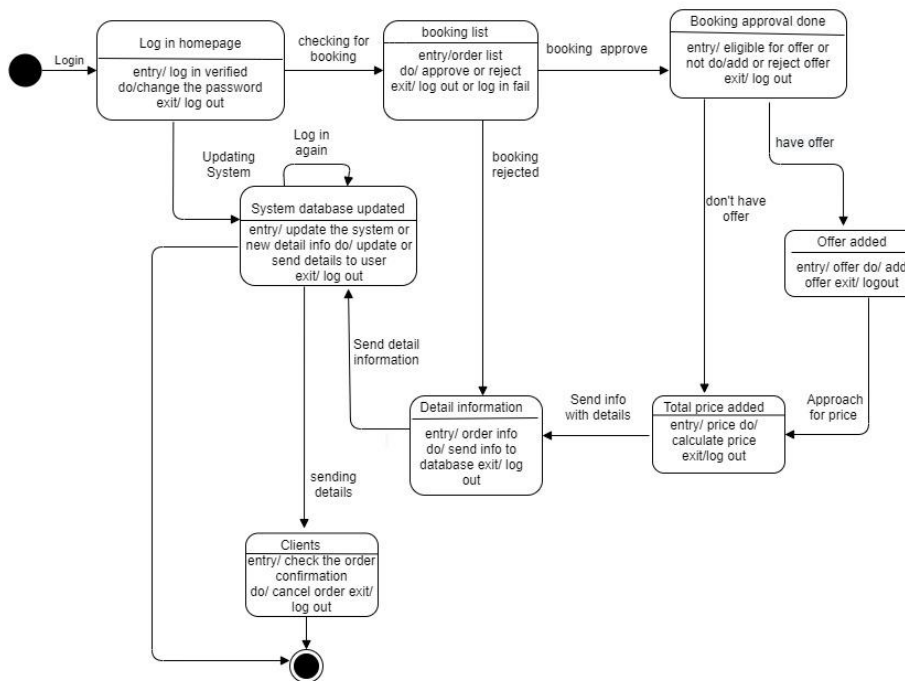 Login
Log in homepage
entry/ log in verified
do/change the password
exit/ log out
checking for
booking
booking list
entry/order list
do/ approve or reject
exit/ log out or log in fail
booking approve
Booking approval done
entry/ eligible for offer or
not do/add or reject offer
exit/ log out
Updating
System
Log in
again
booking
rejected
don't have
offer
have offer
System database updated
entry/ update the system or
new detail info do/ update or
send details to user
exit/ log out
Offer added
entry/ offer do/ add
offer exit/ logout
Send detail
information
Detail information
entry/ order info
do/ send info to
database exit/ log
out
Send info
with details
Total price added
entry/ price do/
calculate price
exit/log out
Approach
for price
sending
details
Clients
entry/ check the order
confirmation
do/ cancel order exit/
log out